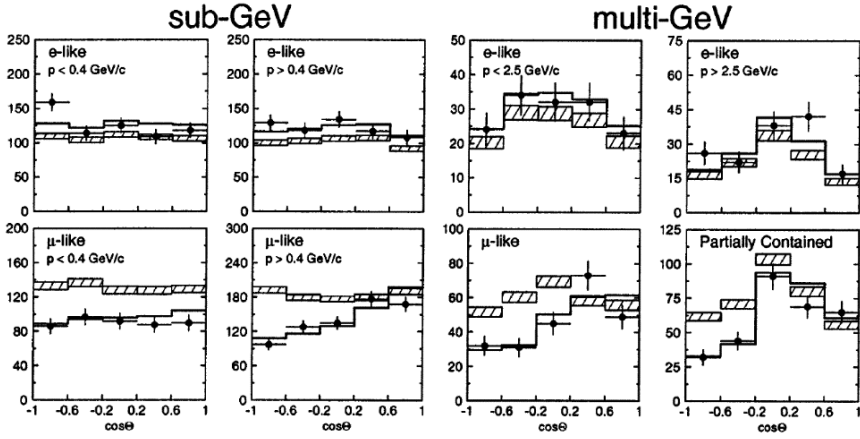 sub-GeV
multi-GeV
250
200
150
100
50
0
e-like
p < 0.4 GeV/c
250
200
150
100
50
0
e-like
p > 0.4 GeV/c
50
40
30
20
10
0
e-like
p < 2.5 GeV/c
75
60
45
30
15
0
e-like
p > 2.5 GeV/c
200
160
120
80
40
0
μ-like
p < 0.4 GeV/c
300
240
180
120
60
0
μ-like
p > 0.4 GeV/c
100
80
60
40
20
0
μ-like
125
100
75
50
25
0
Partially Contained
-1 -0.6 -0.2 0.2 0.6 1
cosΘ
-1 -0.6 -0.2 0.2 0.6 1
cosΘ
-1 -0.6 -0.2 0.2 0.6 1
cosΘ
-1 -0.6 -0.2 0.2 0.6 1
cosΘ